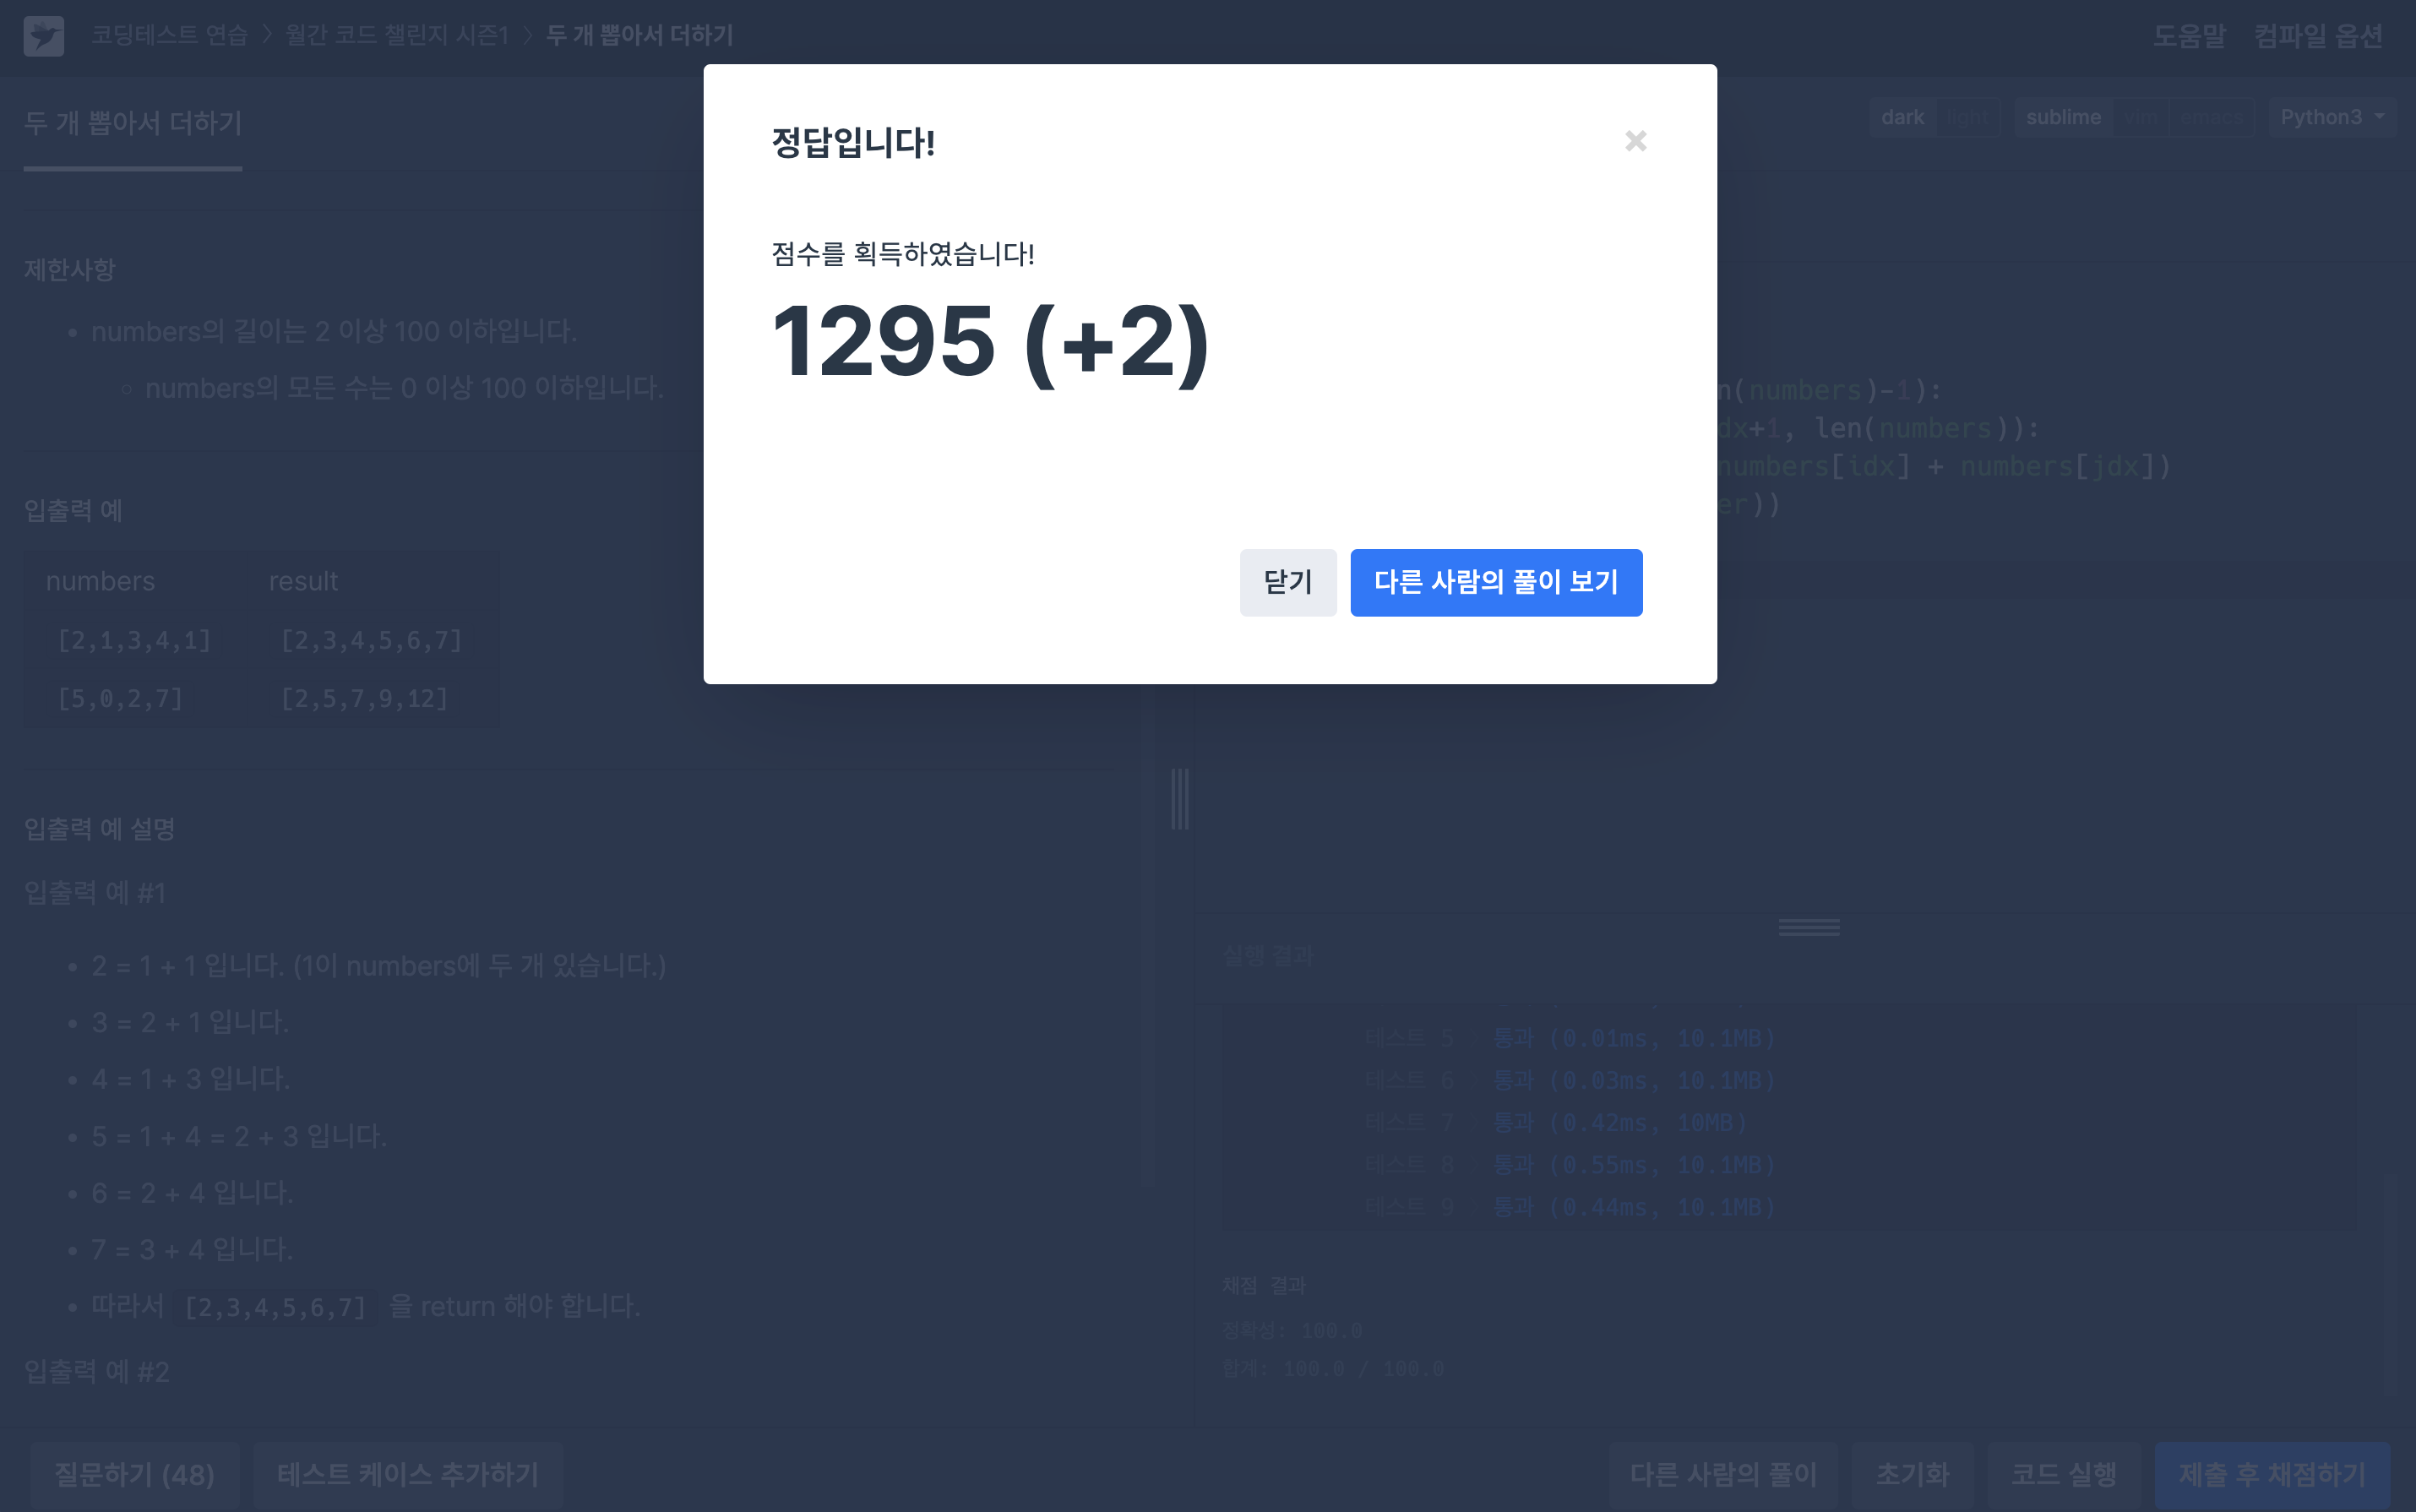 코딩테스트 연습 > 월간 코드 챌린지 시즌1 > 두 개 뽑아서 더하기
도움말 컴파일 옵션
두 개 뽑아서 더하기
dark light sublime vim emacs Python3
정답입니다!
점수를 획득하였습니다!
1295 (+2)
닫기 다른 사람의 풀이 보기
제한사항
numbers의 길이는 2 이상 100 이하입니다.
numbers의 모든 수는 0 이상 100 이하입니다.
입출력 예
numbers result
[2,1,3,4,1] [2,3,4,5,6,7]
[5,0,2,7] [2,5,7,9,12]
입출력 예 설명
입출력 예 #1
2 = 1 + 1 입니다. (1이 numbers에 두 개 있습니다.)
3 = 2 + 1 입니다.
4 = 1 + 3 입니다.
5 = 1 + 4 = 2 + 3 입니다.
6 = 2 + 4 입니다.
7 = 3 + 4 입니다.
따라서 [2,3,4,5,6,7] 을 return 해야 합니다.
입출력 예 #2
n(numbers)-1):
dx+1, len(numbers)):
numbers[idx] + numbers[jdx])
er))
실행 결과
테스트 5 통과 (0.01ms, 10.1MB)
테스트 6 통과 (0.03ms, 10.1MB)
테스트 7 통과 (0.42ms, 10MB)
테스트 8 통과 (0.55ms, 10.1MB)
테스트 9 통과 (0.44ms, 10.1MB)
채점 결과
정확성: 100.0
합계: 100.0 / 100.0
질문하기 (48) 테스트 케이스 추가하기
다른 사람의 풀이 초기화 코드 실행 제출 후 채점하기